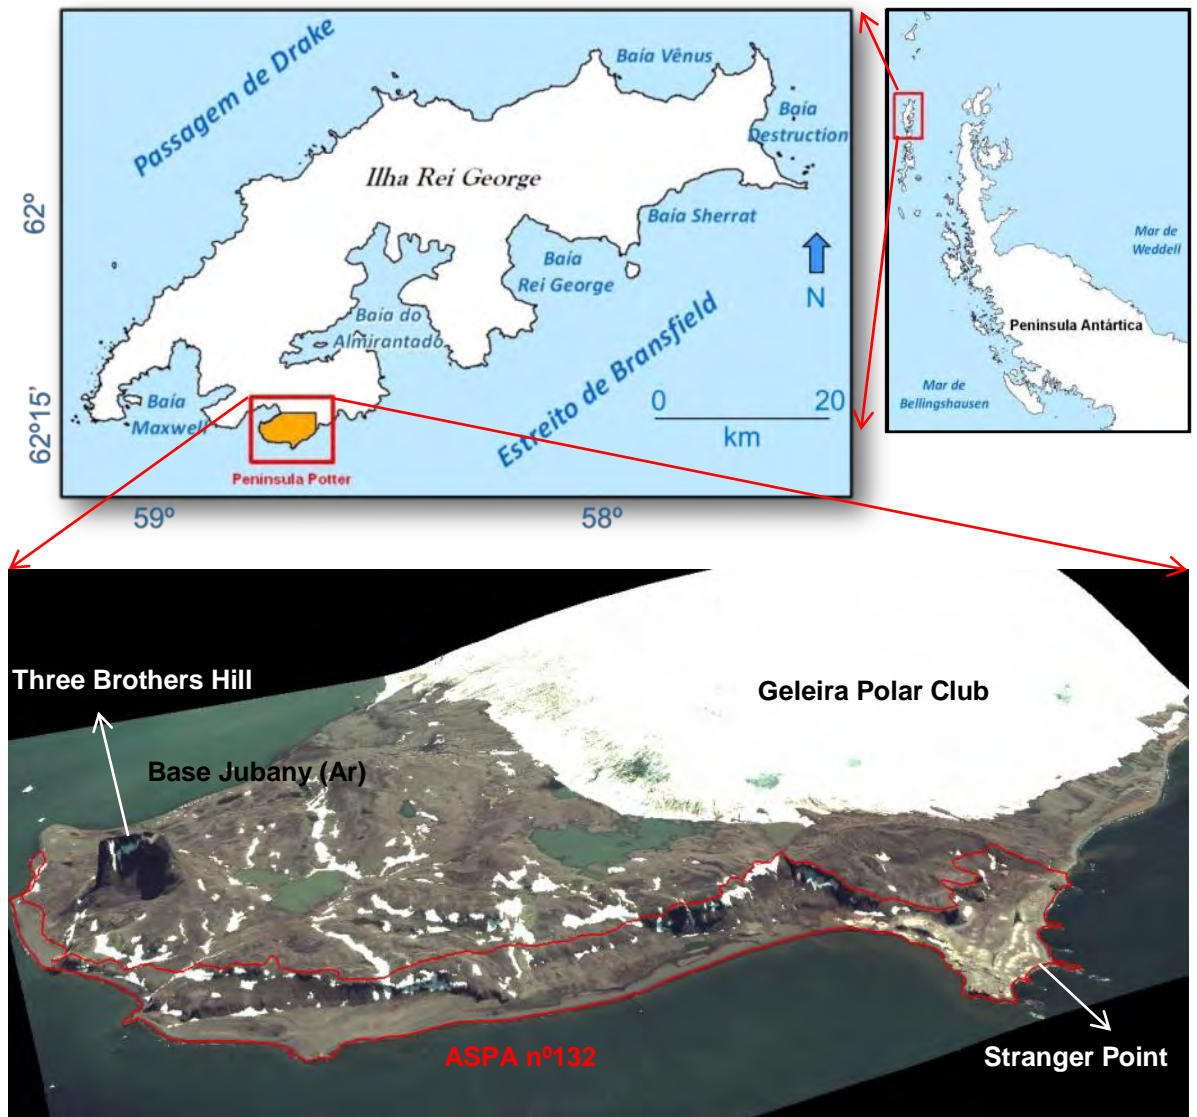 Passagem de Drake
Baía Vênus
Baía
Destruction
Ilha Rei George
Baía Sherrat
Baía
Rei George
N
Baía do
Almirantado
Estreito de Bransfield
0 20
km
Baía
Maxwell
Península Potter
62º
62º15'
59º
58º
Mar de
Weddell
Península Antártica
Mar de
Bellingshausen
Three Brothers Hill
Geleira Polar Club
Base Jubany (Ar)
ASPA nº132
Stranger Point